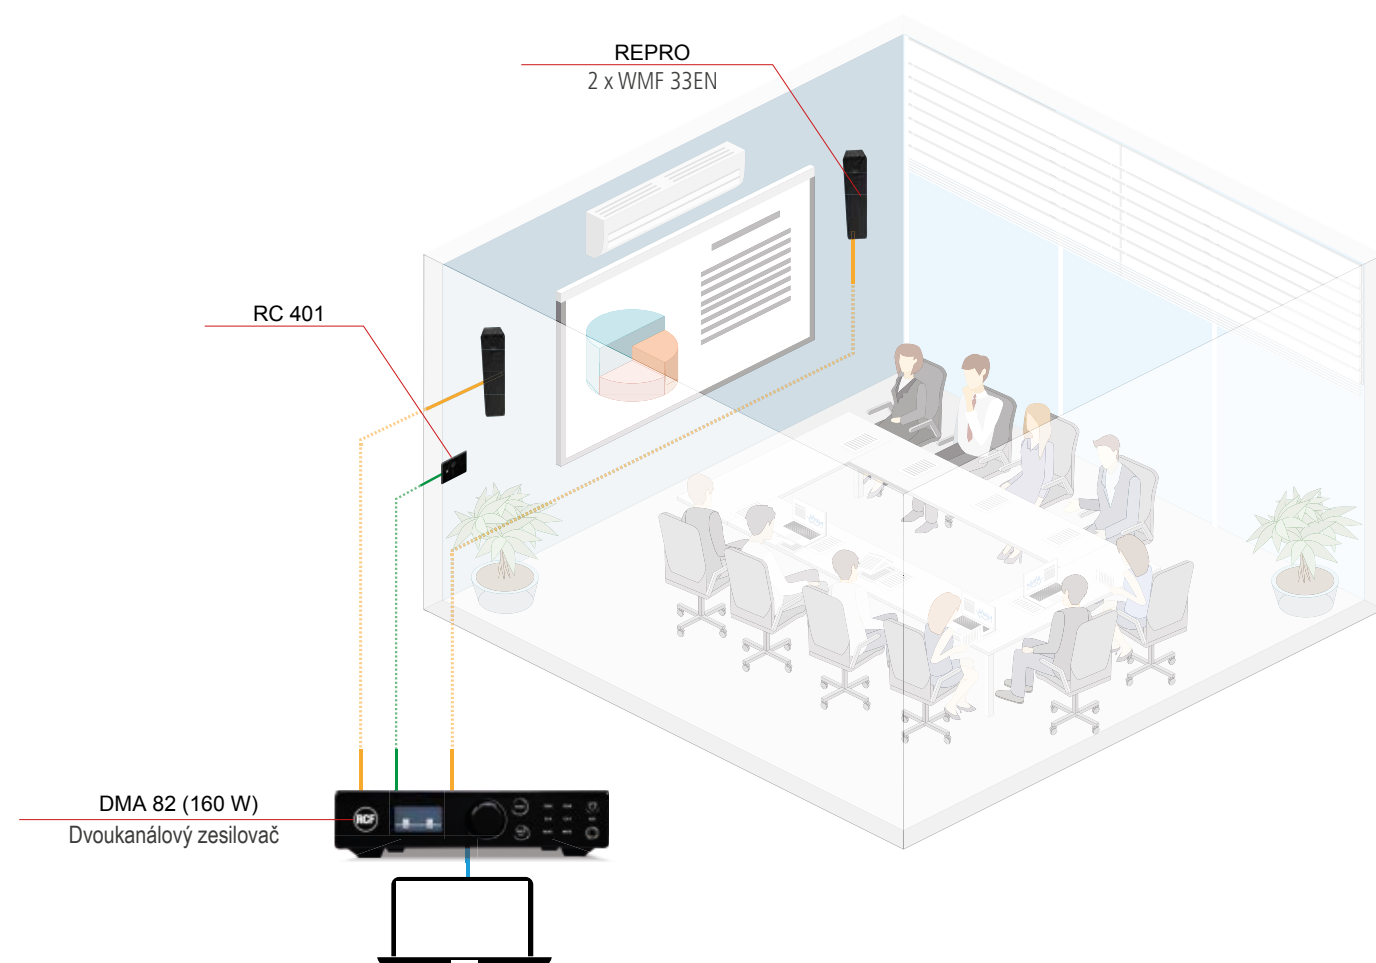 REPRO
2 x WMF 33EN
RC 401
DMA 82 (160 W)
Dvoukanálový zesilovač
RCF